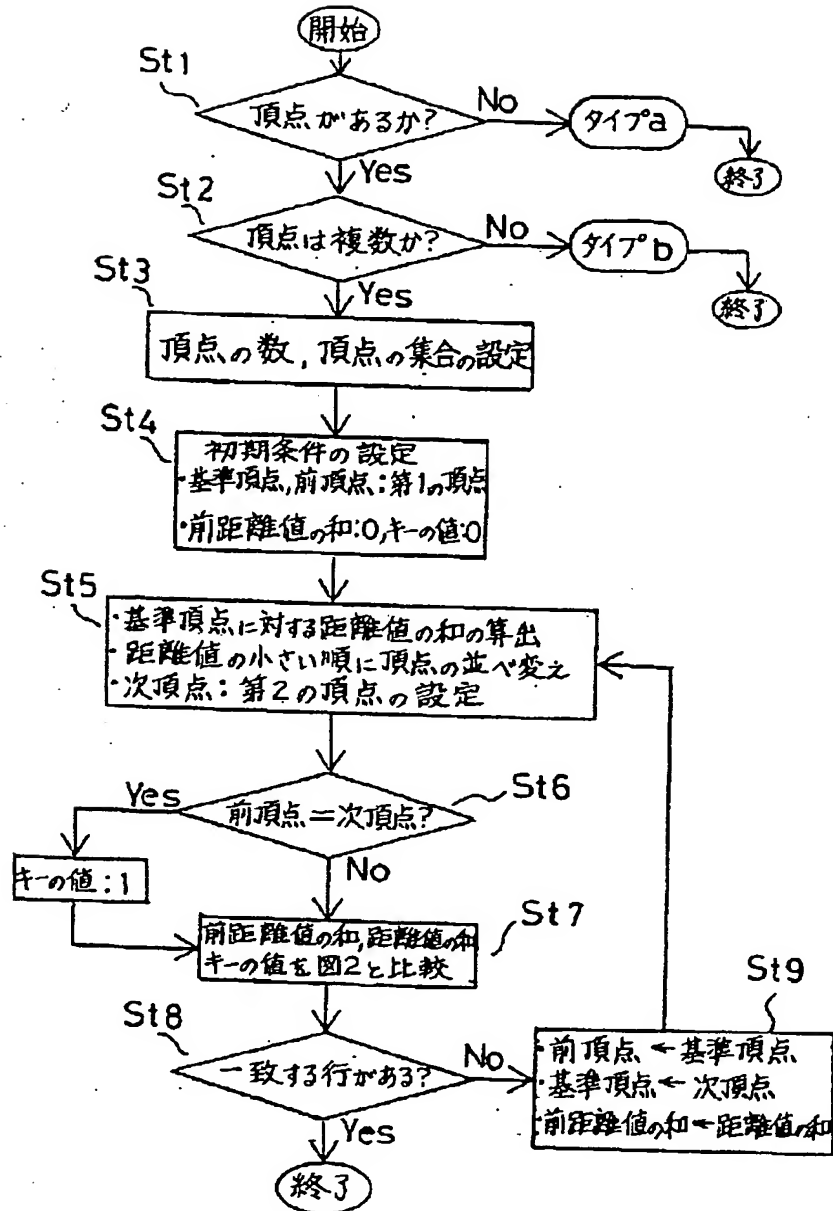 開始
St1
頂点があるか?
No
タイプa
終了
Yes
St2
頂点は複数か?
No
タイプb
終了
Yes
St3
頂点の数,頂点の集合の設定
St4
初期条件の設定
・基準頂点,前頂点:第1の頂点
・前距離値の和:0,キーの値:0
St5
・基準頂点に対する距離値の和の算出
・距離値の小さい順に頂点の並べ変え
・次頂点:第2の頂点の設定
St6
前頂点=次頂点?
Yes
No
キーの値:1
St7
前距離値の和,距離値の和
キーの値を図2と比較
St8
一致する行がある?
No
Yes
St9
・前頂点←基準頂点
・基準頂点←次頂点
・前距離値の和←距離値の和
終了